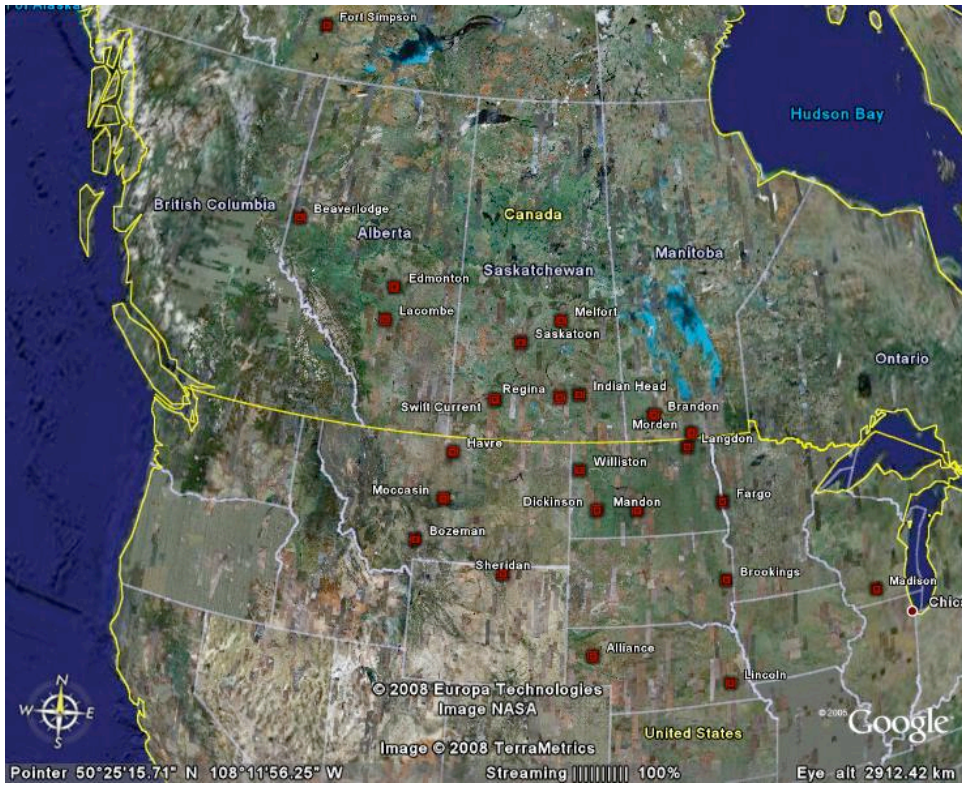 Fort Simpson
Hudson Bay
British Columbia
Beaverlodge
Canada
Alberta
Manitoba
Saskatchewan
Edmonton
Lacombe
Melfort
Saskatoon
Ontario
Regina
Indian Head
Swift Current
Brandon
Morden
Langdon
Havre
Williston
Moccasin
Dickinson
Mandon
Fargo
Bozeman
Sheridan
Brookings
Madison
Chic
Alliance
Lincoln
© 2008 Europa Technologies
Image NASA
N
W
E
S
© 2005 Google
United States
Image © 2008 TerraMetrics
Pointer 50°25'15.71" N 108°11'56.25" W
Streaming |||||||||| 100%
Eye alt 2912.42 km